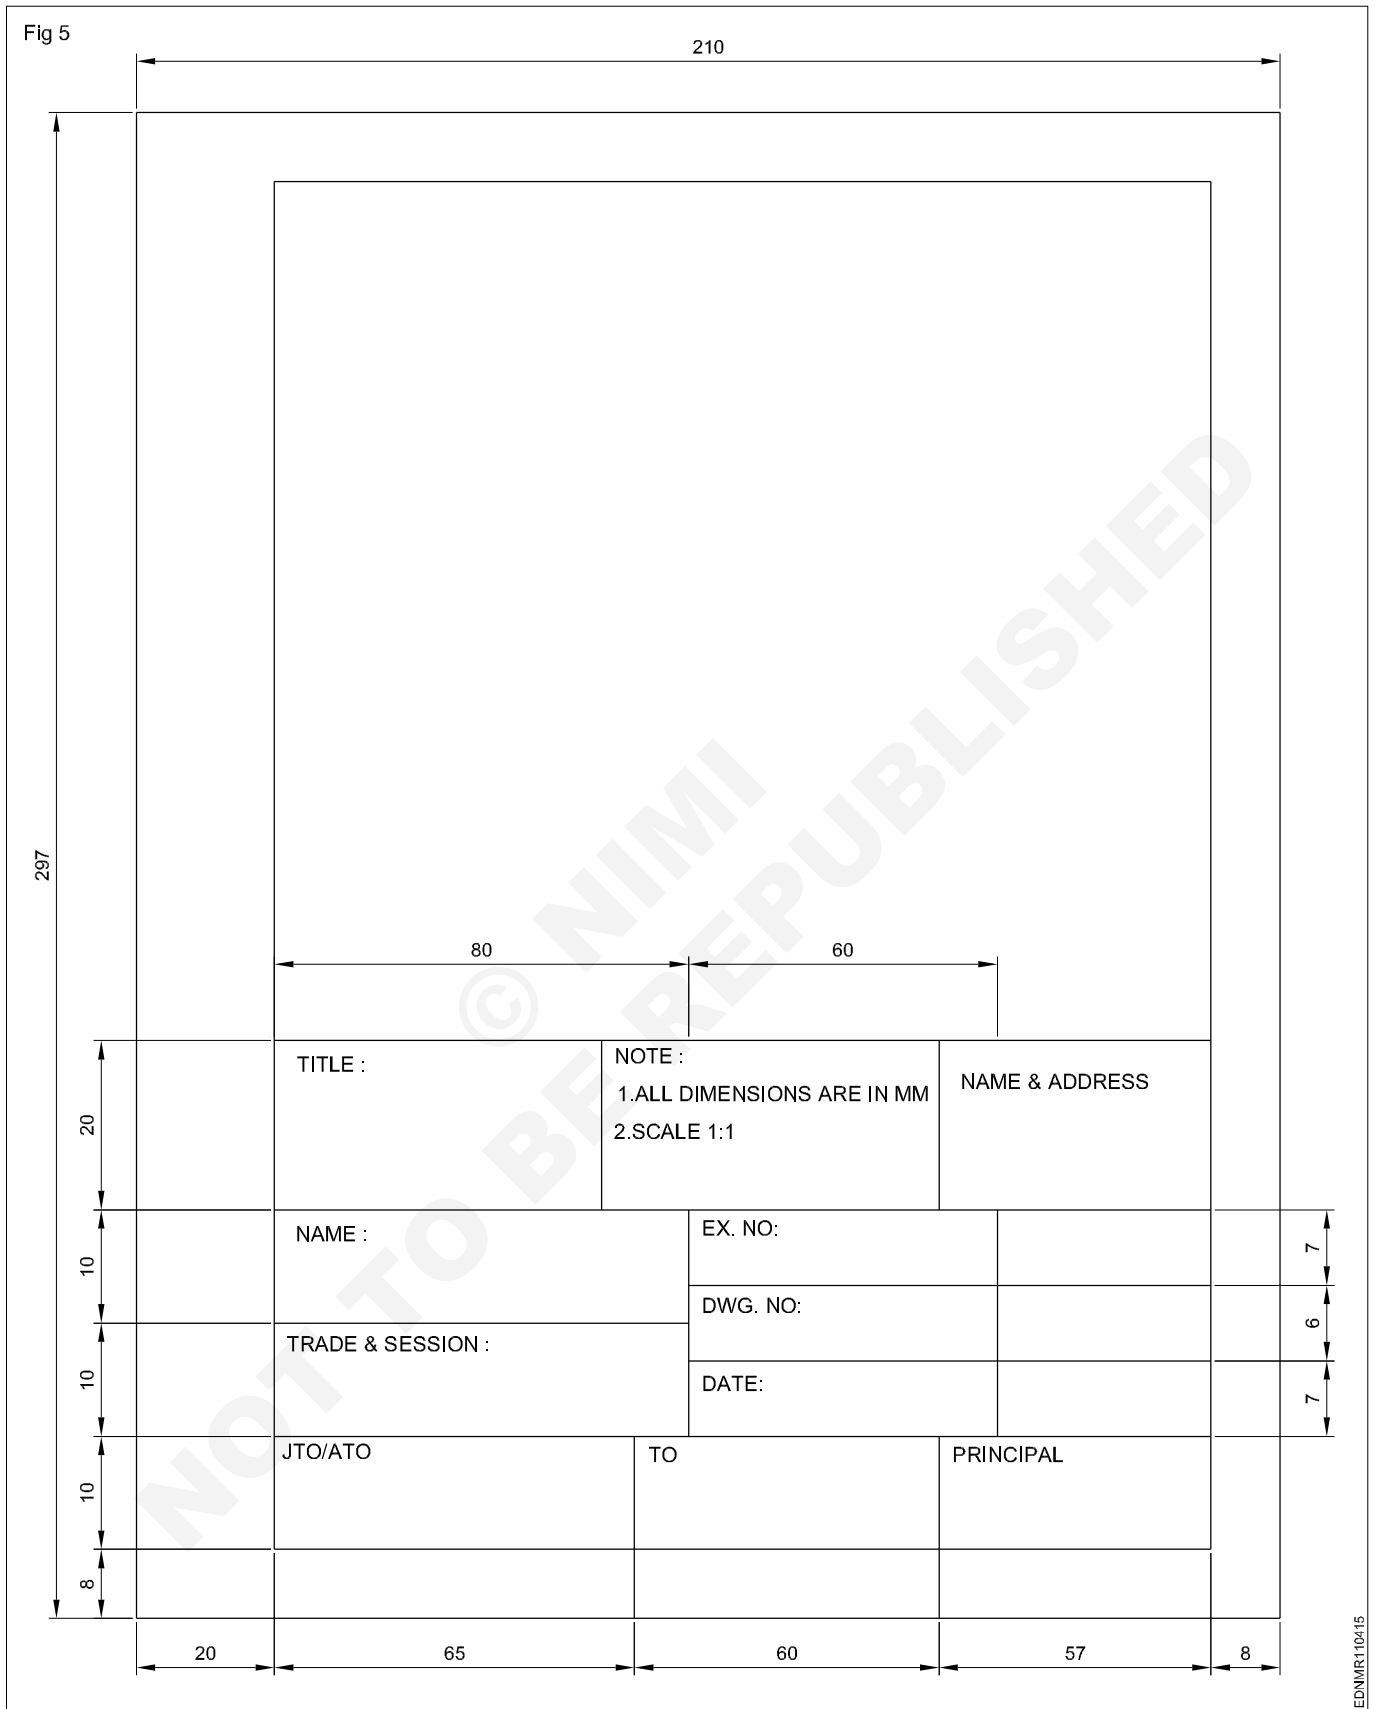 Fig 5
210
297
80
60
TITLE :
NOTE :
1.ALL DIMENSIONS ARE IN MM
2.SCALE 1:1
NAME & ADDRESS
20
NAME :
EX. NO:
10
7
DWG. NO:
6
TRADE & SESSION :
10
DATE:
7
JTO/ATO
TO
PRINCIPAL
10
8
20
65
60
57
8
© NIMI
NOT TO BE REPUBLISHED
EDNMR110415